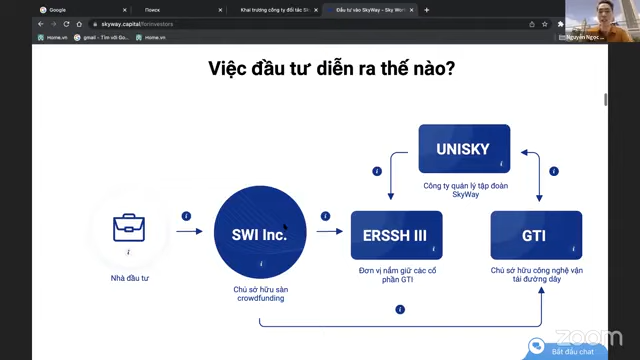 Google
Поиск
Khai trương công ty đối tác Sk
Đầu tư vào SkyWay - Sky Worl
skyway.capital/forinvestors
Home.vn
gmail - Tìm với Go...
Home.vn
Nguyễn Ngọc
Việc đầu tư diễn ra thế nào?
UNISKY
Công ty quản lý tập đoàn
SkyWay
SWI Inc.
ERSSH III
GTI
Nhà đầu tư
Chủ sở hữu sàn
crowdfunding
Đơn vị nắm giữ các cổ
phần GTI
Chủ sở hữu công nghệ vận
tải đường dây
zoom
Bắt đầu chat